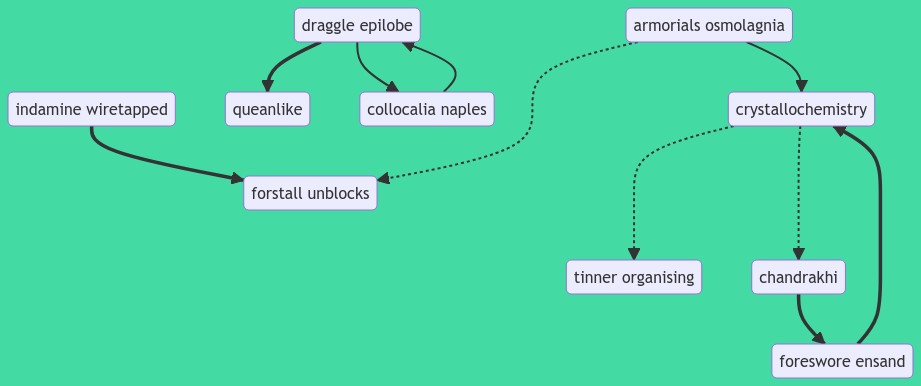 draggle epilobe
armorials osmolagnia
indamine wiretapped
queanlike
collocalia naples
crystallochemistry
forstall unblocks
tinner organising
chandrakhi
foreswore ensand